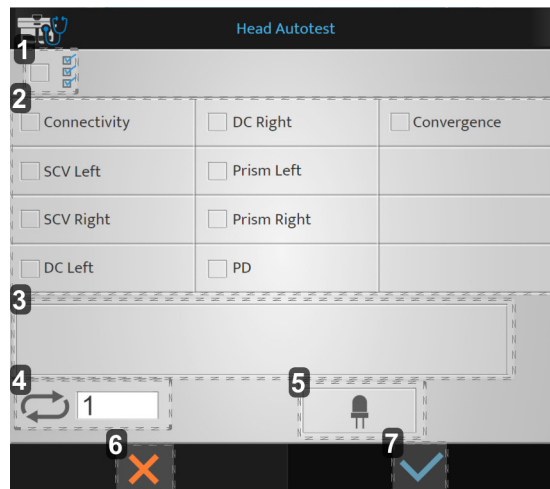 Head Autotest
1
2
Connectivity DC Right Convergence
SCV Left Prism Left
SCV Right Prism Right
DC Left PD
3
4
1
5
6
7